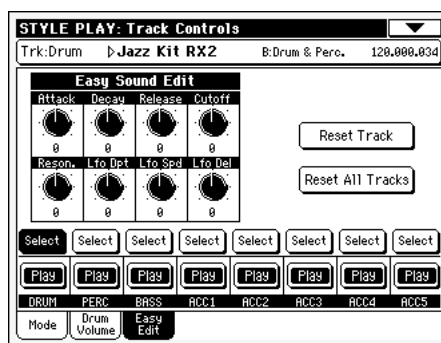 STYLE PLAY: Track Controls
Trk:Drum ▷Jazz Kit RX2 B:Drum & Perc. 120.000.034
Easy Sound Edit
Attack Decay Release Cutoff
0 0 0 0
Reset Track
Reson. Lfo Dpt Lfo Spd Lfo Del
0 0 0 0
Reset All Tracks
Select Select Select Select Select Select Select Select
Play Play Play Play Play Play Play Play
DRUM PERC BASS ACC1 ACC2 ACC3 ACC4 ACC5
Mode Drum Volume Easy Edit